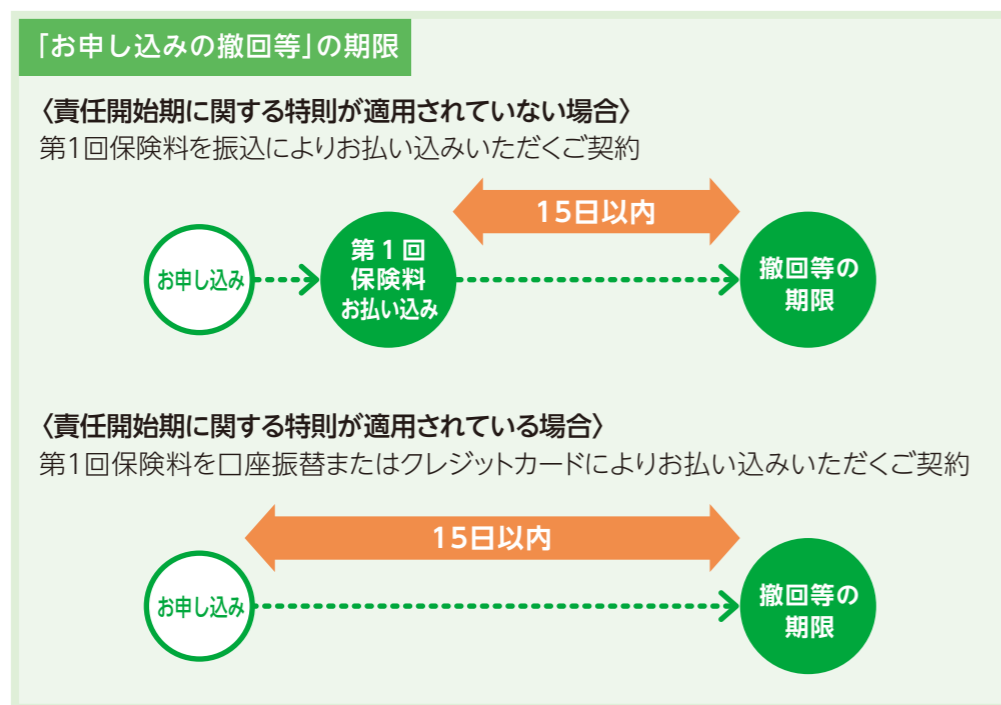 「お申し込みの撤回等」の期限
〈責任開始期に関する特則が適用されていない場合〉
第1回保険料を振込によりお払い込みいただくご契約
15日以内
お申し込み
第1回
保険料
お払い込み
撤回等の
期限
〈責任開始期に関する特則が適用されている場合〉
第1回保険料を口座振替またはクレジットカードによりお払い込みいただくご契約
15日以内
お申し込み
撤回等の
期限